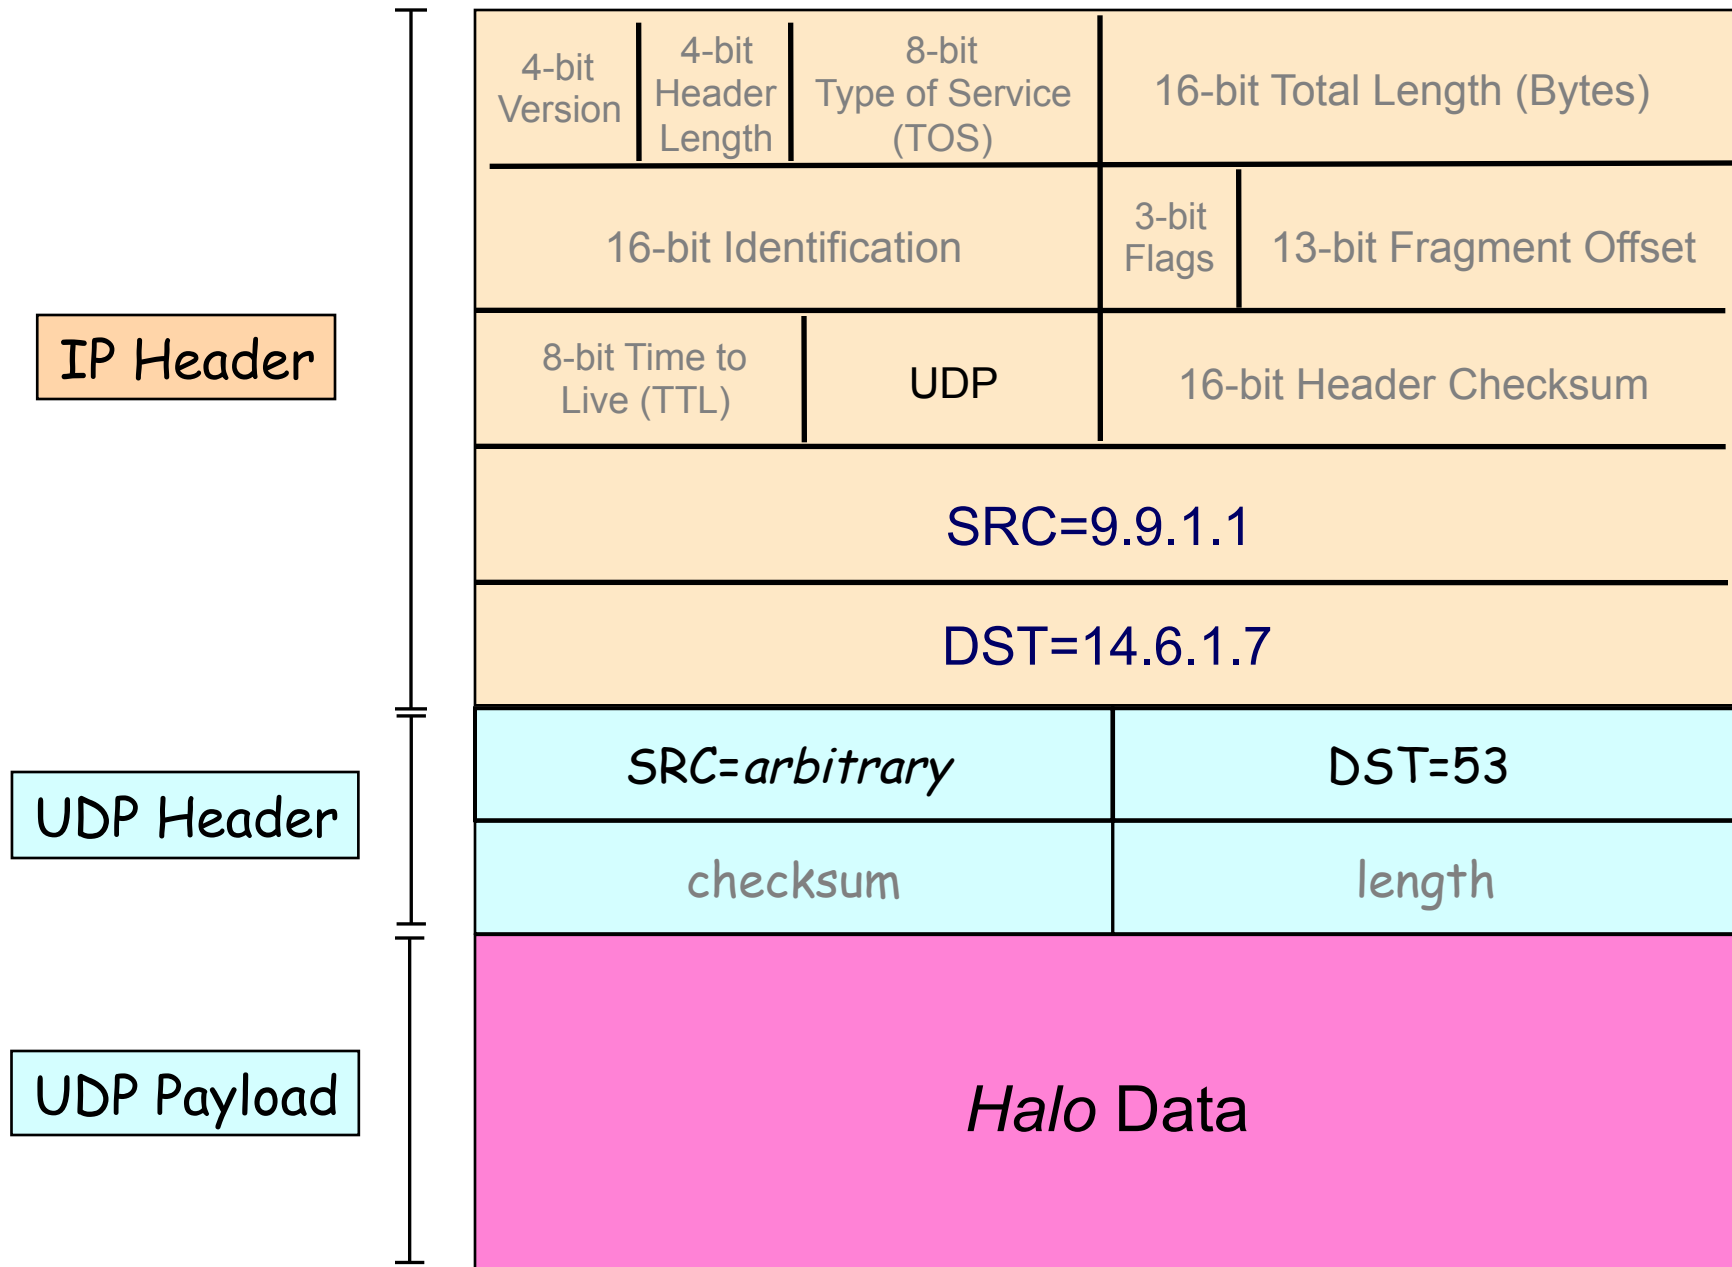 4-bit
Version
4-bit
Header
Length
8-bit
Type of Service
(TOS)
16-bit Total Length (Bytes)
16-bit Identification
3-bit
Flags
13-bit Fragment Offset
IP Header
8-bit Time to
Live (TTL)
UDP
16-bit Header Checksum
SRC=9.9.1.1
DST=14.6.1.7
UDP Header
SRC=arbitrary
DST=53
checksum
length
UDP Payload
Halo Data